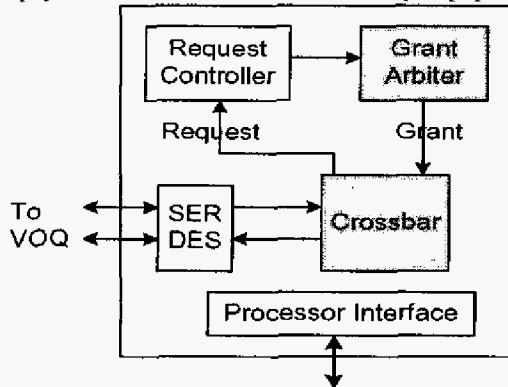 Request
Controller
Grant
Arbiter
Request
Grant
To
VOQ
SER
DES
Crossbar
Processor Interface